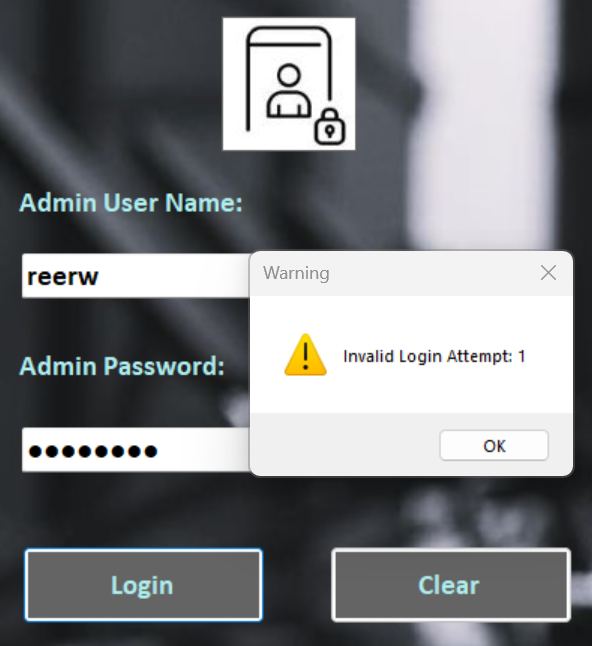 Admin User Name:
reerw
Warning
Invalid Login Attempt: 1
Admin Password:
●●●●●●●●
OK
Login
Clear